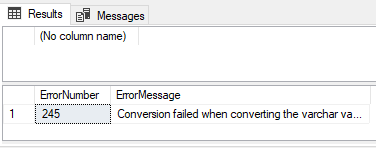 Results Messages
(No column name)
ErrorNumber ErrorMessage
1 245 Conversion failed when converting the varchar va...